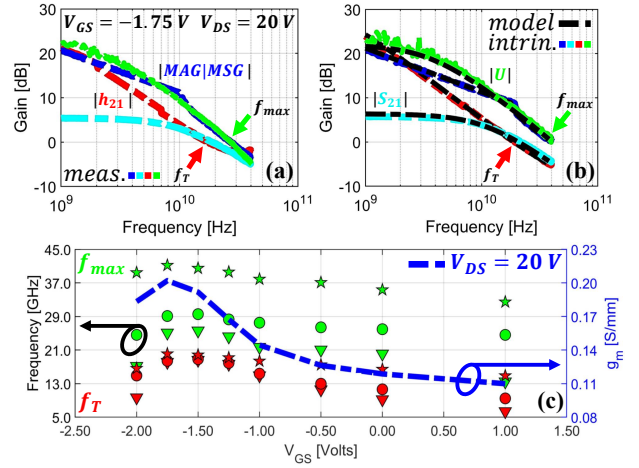 V_GS = −1.75 V V_DS = 20 V
Gain [dB]
30
20
10
0
-10
|MAG|MSG|
|h_21|
f_max
f_T
meas.
(a)
10^9 10^10 10^11
Frequency [Hz]
Gain [dB]
30
20
10
0
-10
model
intrin.
|U|
|S_21|
f_max
f_T
(b)
10^9 10^10 10^11
Frequency [Hz]
Frequency [GHz]
45.0
37.0
29.0
21.0
13.0
5.0
f_max
V_DS = 20 V
f_T
(c)
0.23
0.20
0.17
0.14
0.11
0.08
g_m [S/mm]
-2.50 -2.00 -1.50 -1.00 -0.50 0.00 0.50 1.00 1.50
V_GS [Volts]